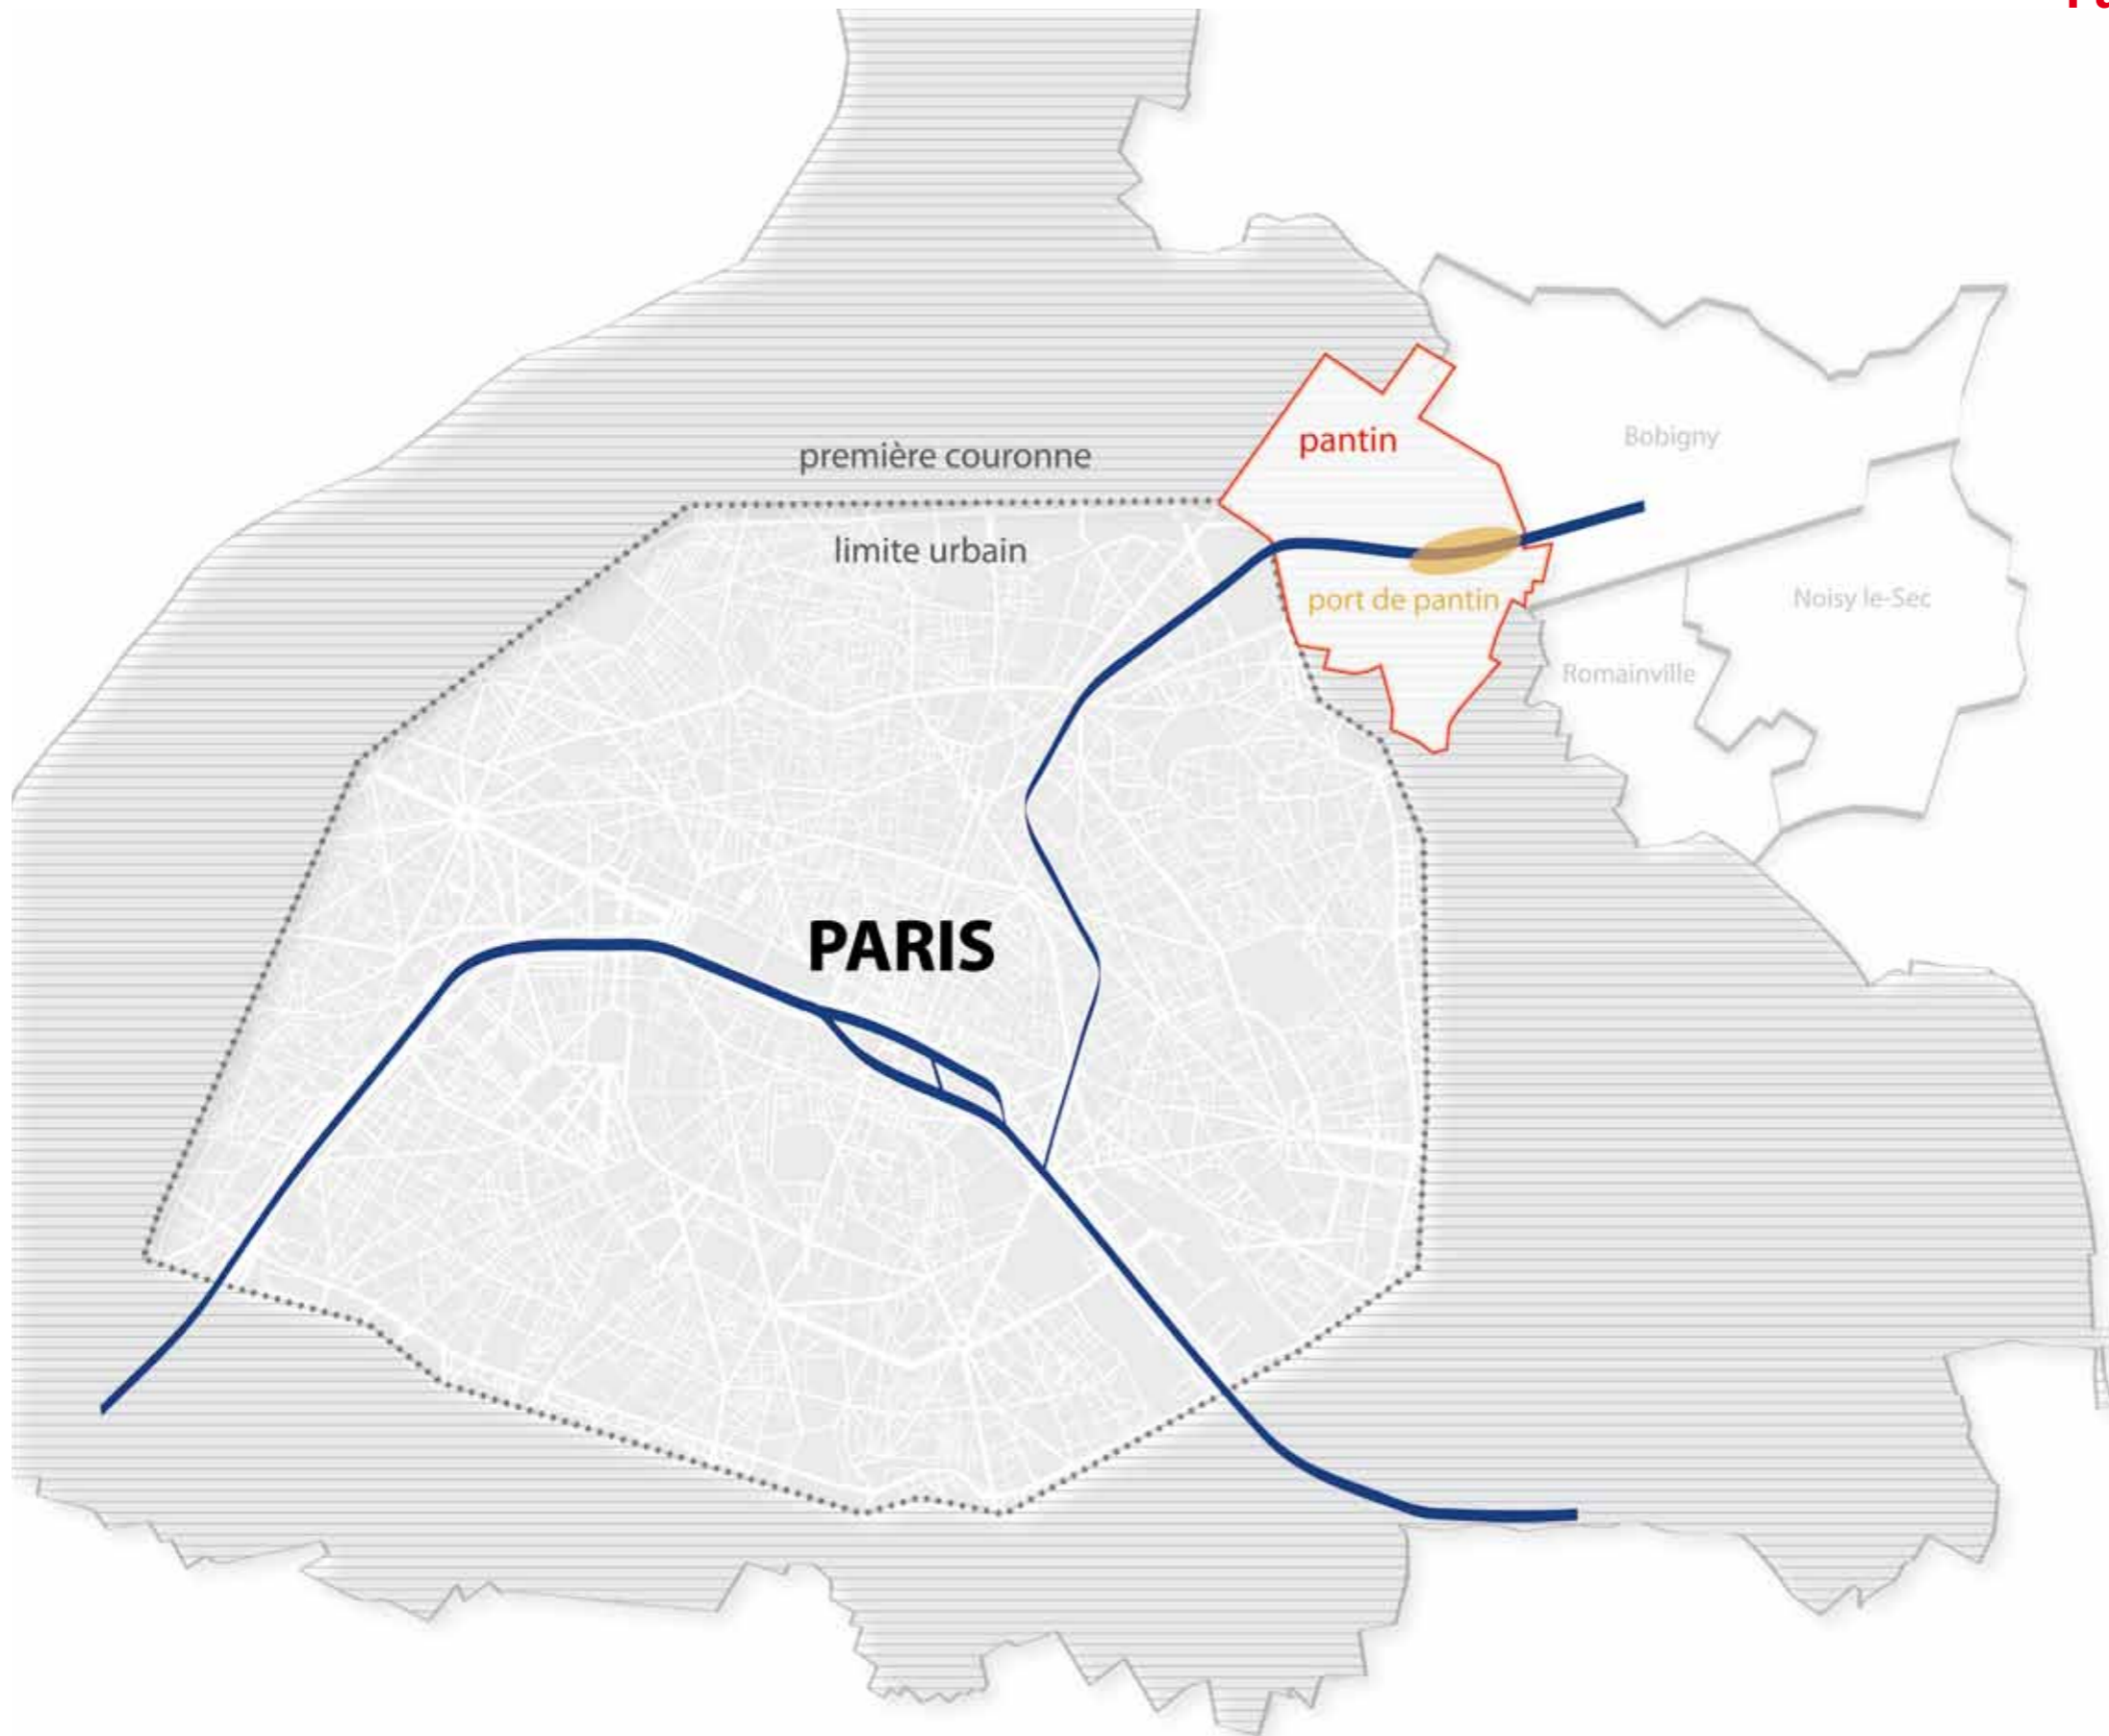 pantin
Bobigny
première couronne
limite urbain
port de pantin
Noisy le-Sec
Romainville
PARIS